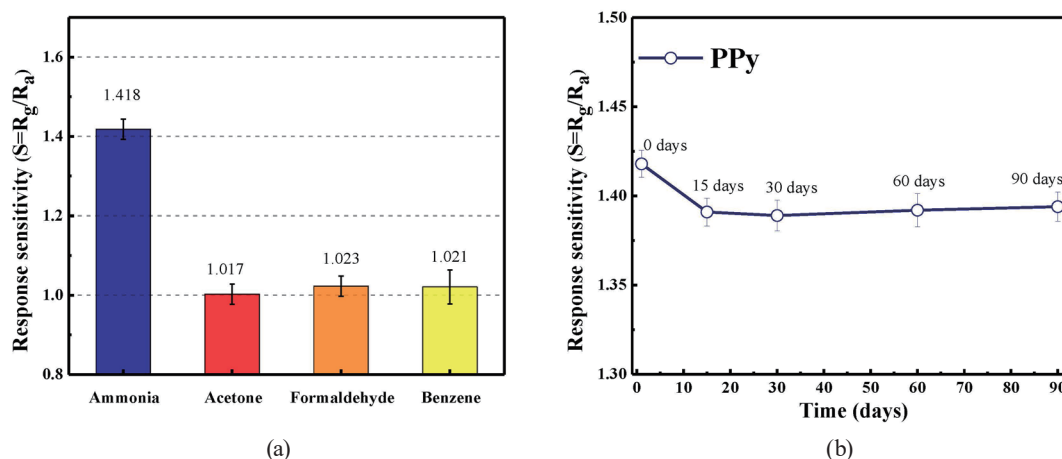 Response sensitivity (S=Rg/Ra)
1.6
1.4
1.2
1.0
0.8
1.418
1.017
1.023
1.021
Ammonia Acetone Formaldehyde Benzene
(a)
Response sensitivity (S=Rg/Ra)
1.50
1.45
1.40
1.35
1.30
PPy
0 days
15 days
30 days
60 days
90 days
0 10 20 30 40 50 60 70 80 90
Time (days)
(b)